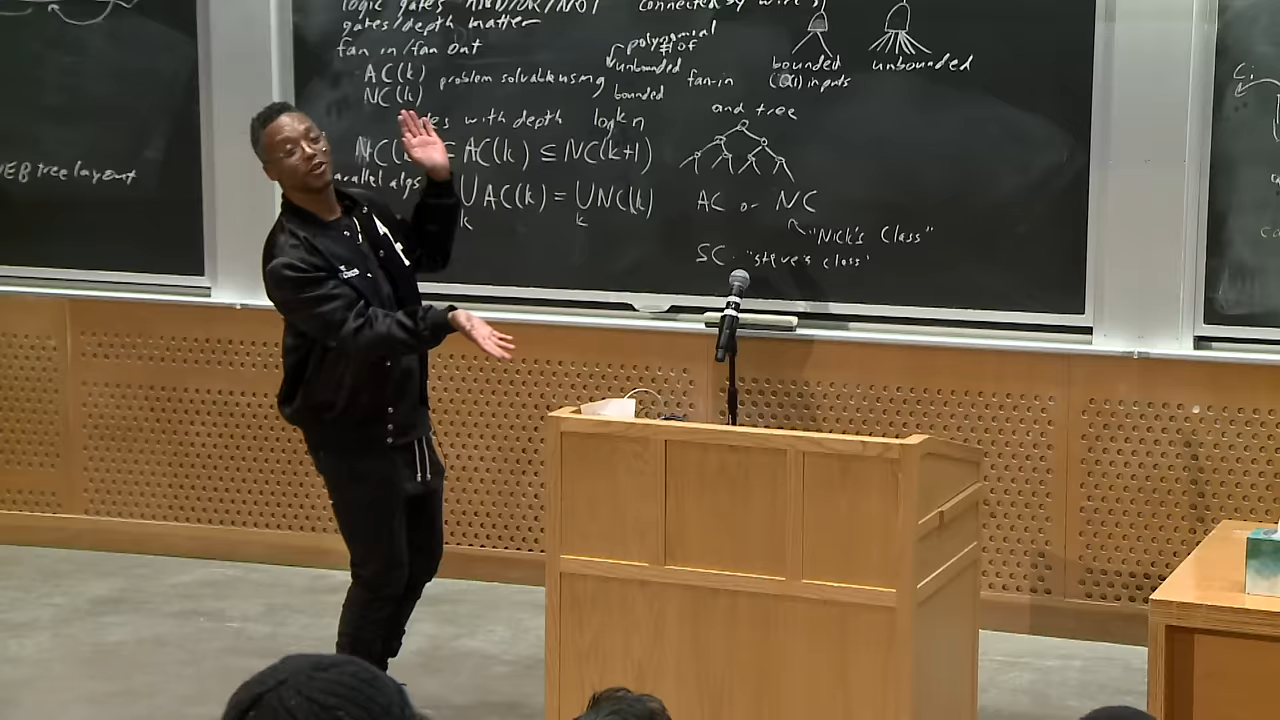 logic gates AND/OR/NOT connected by wires
gates/depth matter
fan in/fan out
AC(k)
NC(k)
problem solvable using
polynomial
# of
unbounded
bounded
fan-in
with depth log^k n
NC(k) ⊆ AC(k) ⊆ NC(k+1)
parallel algs
∪ AC(k) = ∪ NC(k)
k k
bounded
(O(1)) inputs
unbounded
and tree
AC or NC
"Nick's Class"
SC "Steve's class"
VEB tree layout
Ci